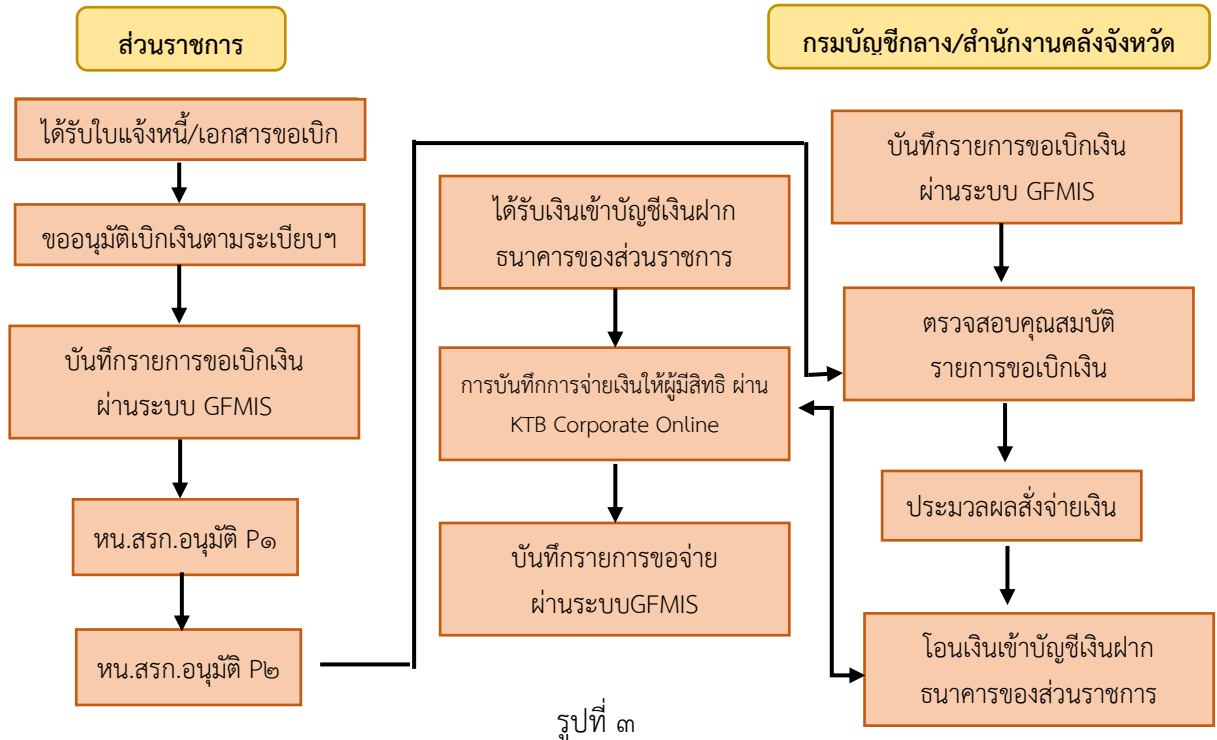 ส่วนราชการ
ได้รับใบแจ้งหนี้/เอกสารขอเบิก
ขออนุมัติเบิกเงินตามระเบียบฯ
บันทึกรายการขอเบิกเงิน
ผ่านระบบ GFMIS
หน.สรก.อนุมัติ P๑
หน.สรก.อนุมัติ P๒
ได้รับเงินเข้าบัญชีเงินฝาก
ธนาคารของส่วนราชการ
การบันทึกการจ่ายเงินให้ผู้มีสิทธิ ผ่าน
KTB Corporate Online
บันทึกรายการขอจ่าย
ผ่านระบบGFMIS
กรมบัญชีกลาง/สำนักงานคลังจังหวัด
บันทึกรายการขอเบิกเงิน
ผ่านระบบ GFMIS
ตรวจสอบคุณสมบัติ
รายการขอเบิกเงิน
ประมวลผลสั่งจ่ายเงิน
โอนเงินเข้าบัญชีเงินฝาก
ธนาคารของส่วนราชการ
รูปที่ ๓